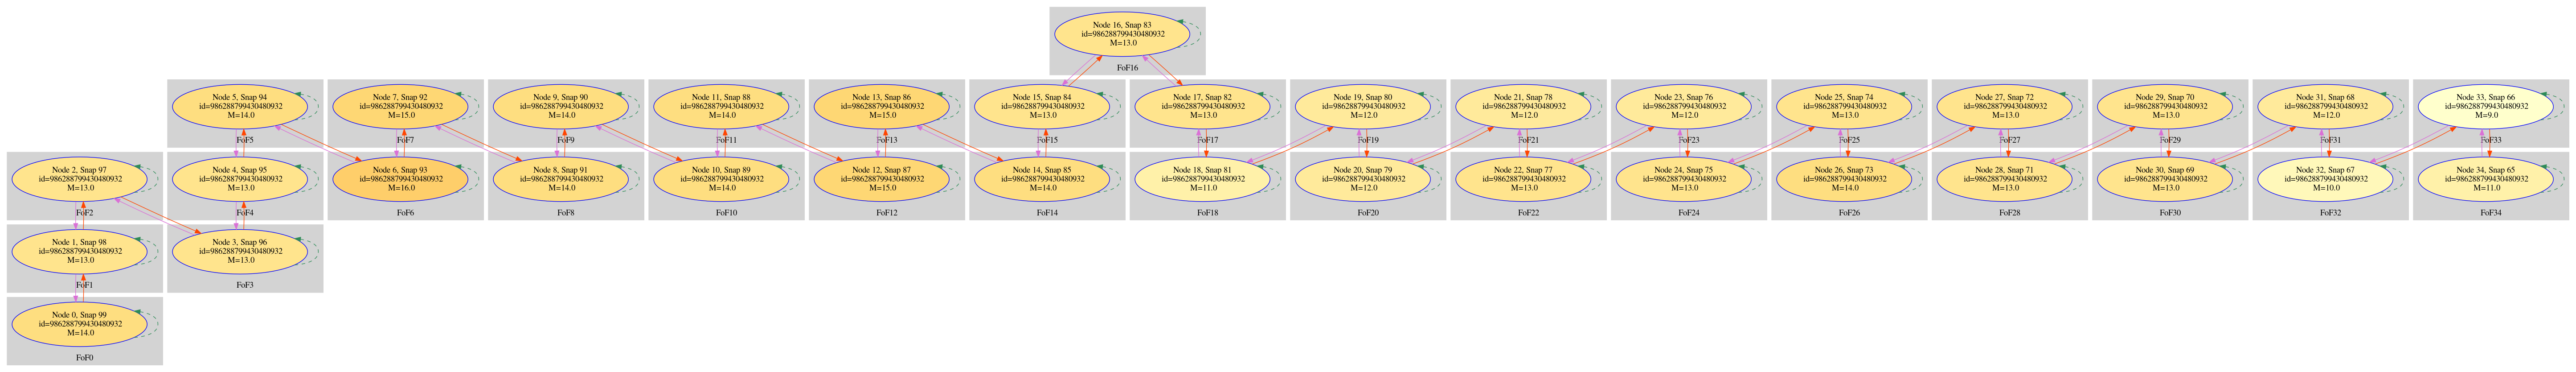 Node 16, Snap 83
id=986288799430480932
M=13.0
FoF16
Node 5, Snap 94
id=986288799430480932
M=14.0
FoF5
Node 7, Snap 92
id=986288799430480932
M=15.0
FoF7
Node 9, Snap 90
id=986288799430480932
M=14.0
FoF9
Node 11, Snap 88
id=986288799430480932
M=14.0
FoF11
Node 13, Snap 86
id=986288799430480932
M=15.0
FoF13
Node 15, Snap 84
id=986288799430480932
M=13.0
FoF15
Node 17, Snap 82
id=986288799430480932
M=13.0
FoF17
Node 19, Snap 80
id=986288799430480932
M=12.0
FoF19
Node 21, Snap 78
id=986288799430480932
M=12.0
FoF21
Node 23, Snap 76
id=986288799430480932
M=12.0
FoF23
Node 25, Snap 74
id=986288799430480932
M=13.0
FoF25
Node 27, Snap 72
id=986288799430480932
M=13.0
FoF27
Node 29, Snap 70
id=986288799430480932
M=13.0
FoF29
Node 31, Snap 68
id=986288799430480932
M=12.0
FoF31
Node 33, Snap 66
id=986288799430480932
M=9.0
FoF33
Node 2, Snap 97
id=986288799430480932
M=13.0
FoF2
Node 4, Snap 95
id=986288799430480932
M=13.0
FoF4
Node 6, Snap 93
id=986288799430480932
M=16.0
FoF6
Node 8, Snap 91
id=986288799430480932
M=14.0
FoF8
Node 10, Snap 89
id=986288799430480932
M=14.0
FoF10
Node 12, Snap 87
id=986288799430480932
M=15.0
FoF12
Node 14, Snap 85
id=986288799430480932
M=14.0
FoF14
Node 18, Snap 81
id=986288799430480932
M=11.0
FoF18
Node 20, Snap 79
id=986288799430480932
M=12.0
FoF20
Node 22, Snap 77
id=986288799430480932
M=13.0
FoF22
Node 24, Snap 75
id=986288799430480932
M=13.0
FoF24
Node 26, Snap 73
id=986288799430480932
M=14.0
FoF26
Node 28, Snap 71
id=986288799430480932
M=13.0
FoF28
Node 30, Snap 69
id=986288799430480932
M=13.0
FoF30
Node 32, Snap 67
id=986288799430480932
M=10.0
FoF32
Node 34, Snap 65
id=986288799430480932
M=11.0
FoF34
Node 1, Snap 98
id=986288799430480932
M=13.0
FoF1
Node 3, Snap 96
id=986288799430480932
M=13.0
FoF3
Node 0, Snap 99
id=986288799430480932
M=14.0
FoF0